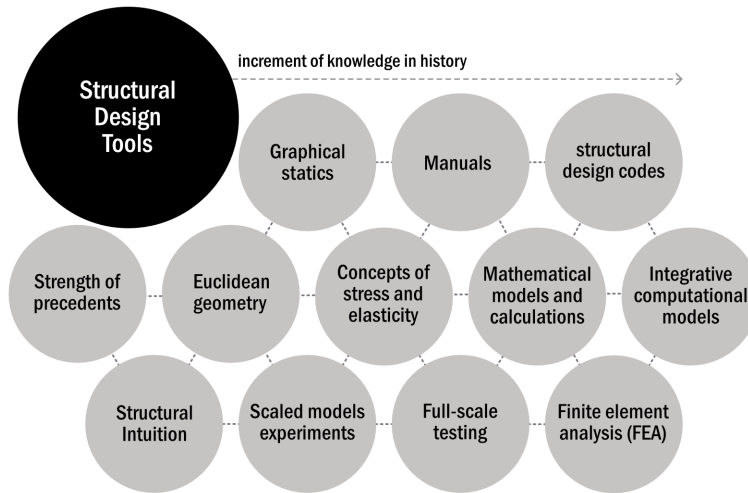 Structural
Design
Tools
increment of knowledge in history
Graphical
statics
Manuals
structural
design codes
Strength of
precedents
Euclidean
geometry
Concepts of
stress and
elasticity
Mathematical
models and
calculations
Integrative
computational
models
Structural
Intuition
Scaled models
experiments
Full-scale
testing
Finite element
analysis (FEA)